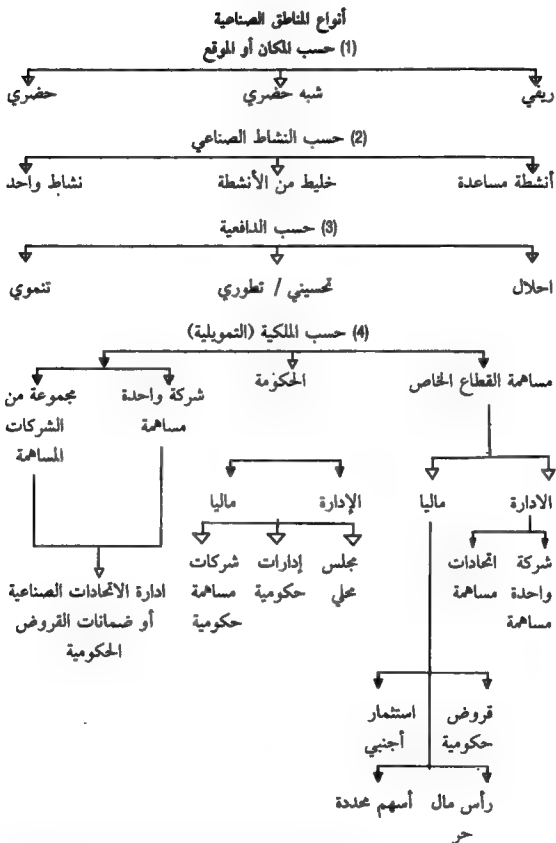 أنواع المناطق الصناعية
(1) حسب المكان أو الموقع
ريفي شبه حضري حضري
(2) حسب النشاط الصناعي
أنشطة مساعدة خليط من الأنشطة نشاط واحد
(3) حسب الدافعية
احلال تحسيني / تطوري تنموي
(4) حسب الملكية (التمويلية)
مساهمة القطاع الخاص
الحكومة
شركة واحدة
مساهمة
مجموعة من
الشركات
المساهمة
الادارة
ماليا
الإدارة
ماليا
شركة
واحدة
مساهمة
اتحادات
مساهمة
مجلس
محلي
إدارات
حكومية
شركات
مساهمة
حكومية
ادارة الاتحادات الصناعية
أو ضمانات القروض
الحكومية
قروض
حكومية
استثمار
أجنبي
رأس مال
حر
أسهم محددة